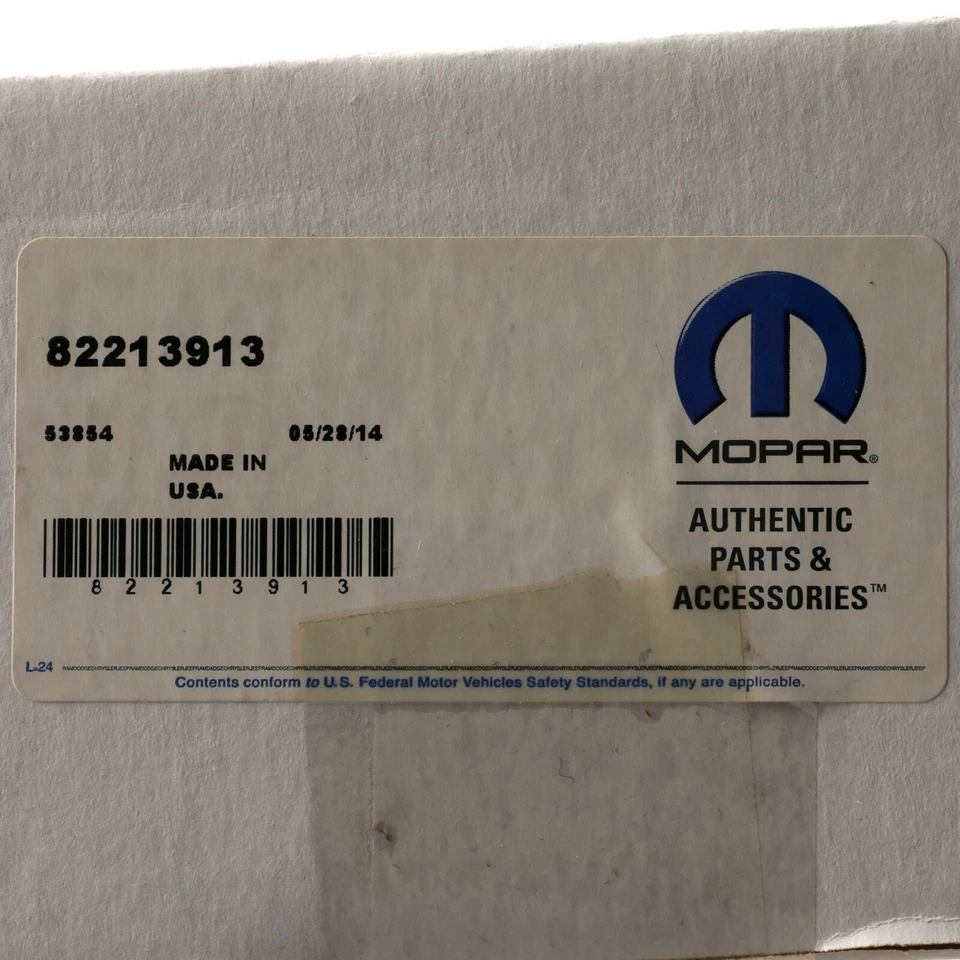 82213913
53854 05/28/14
MADE IN
USA.
8 2 2 1 3 9 1 3
MOPAR®
AUTHENTIC
PARTS &
ACCESSORIES™
L-24
Contents conform to U.S. Federal Motor Vehicles Safety Standards, if any are applicable.